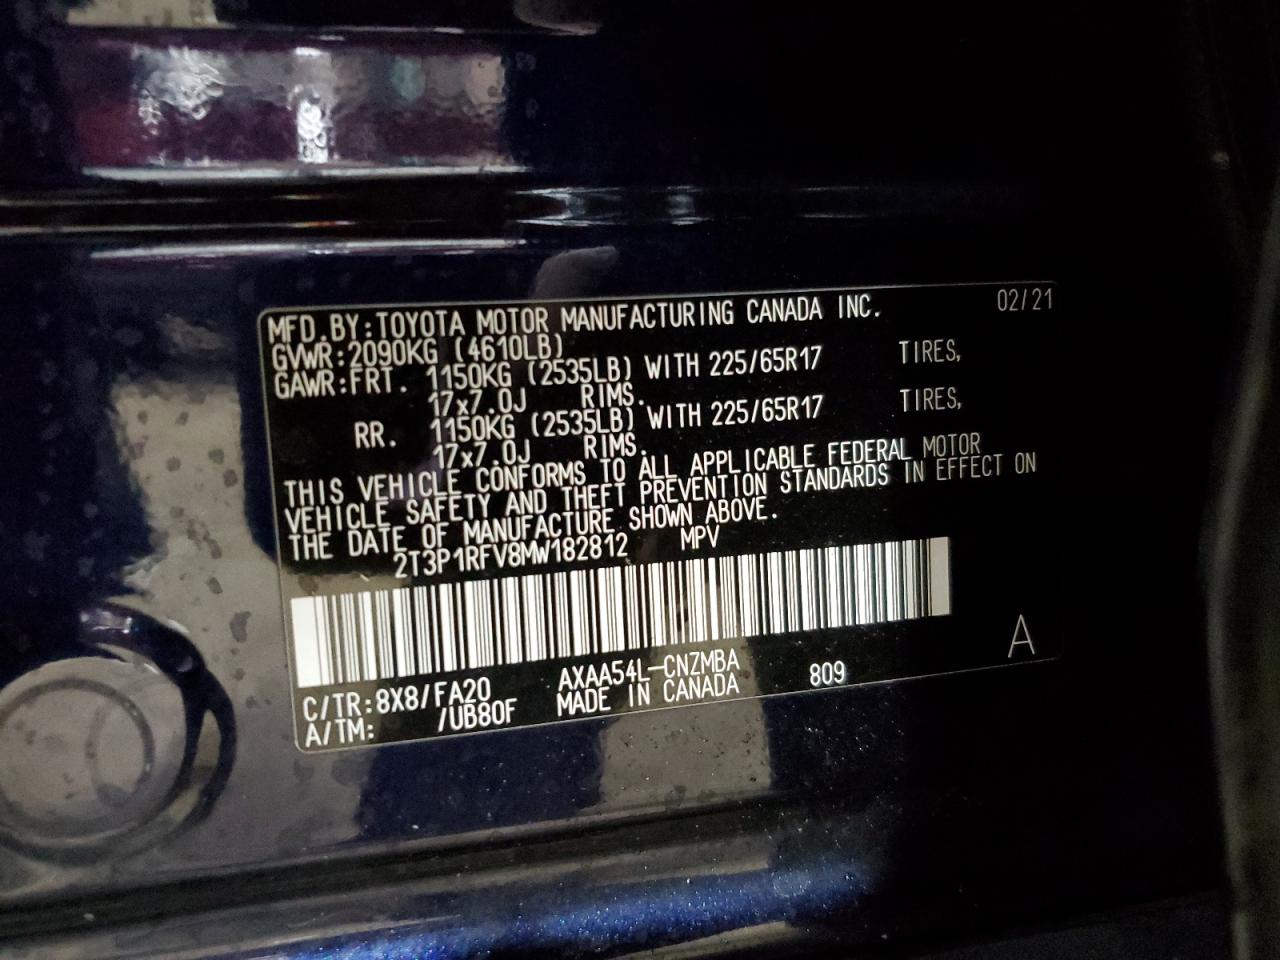 MFD.BY:TOYOTA MOTOR MANUFACTURING CANADA INC. 02/21
GVWR:2090KG (4610LB)
GAWR:FRT. 1150KG (2535LB) WITH 225/65R17 TIRES,
17x7.0J RIMS.
RR. 1150KG (2535LB) WITH 225/65R17 TIRES,
17x7.0J RIMS.
THIS VEHICLE CONFORMS TO ALL APPLICABLE FEDERAL MOTOR
VEHICLE SAFETY AND THEFT PREVENTION STANDARDS IN EFFECT ON
THE DATE OF MANUFACTURE SHOWN ABOVE.
2T3P1RFV8MW182812 MPV
A
C/TR:8X8/FA20 AXAA54L-CNZMBA 809
A/TM: /UB80F MADE IN CANADA